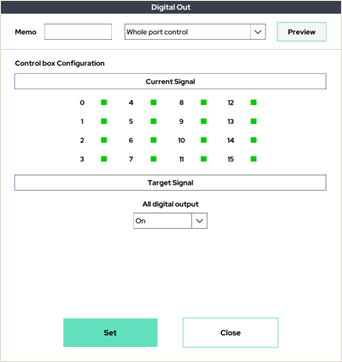 Digital Out
Memo Whole port control Preview
Control box Configuration
Current Signal
0 4 8 12
1 5 9 13
2 6 10 14
3 7 11 15
Target Signal
All digital output
On
Set Close